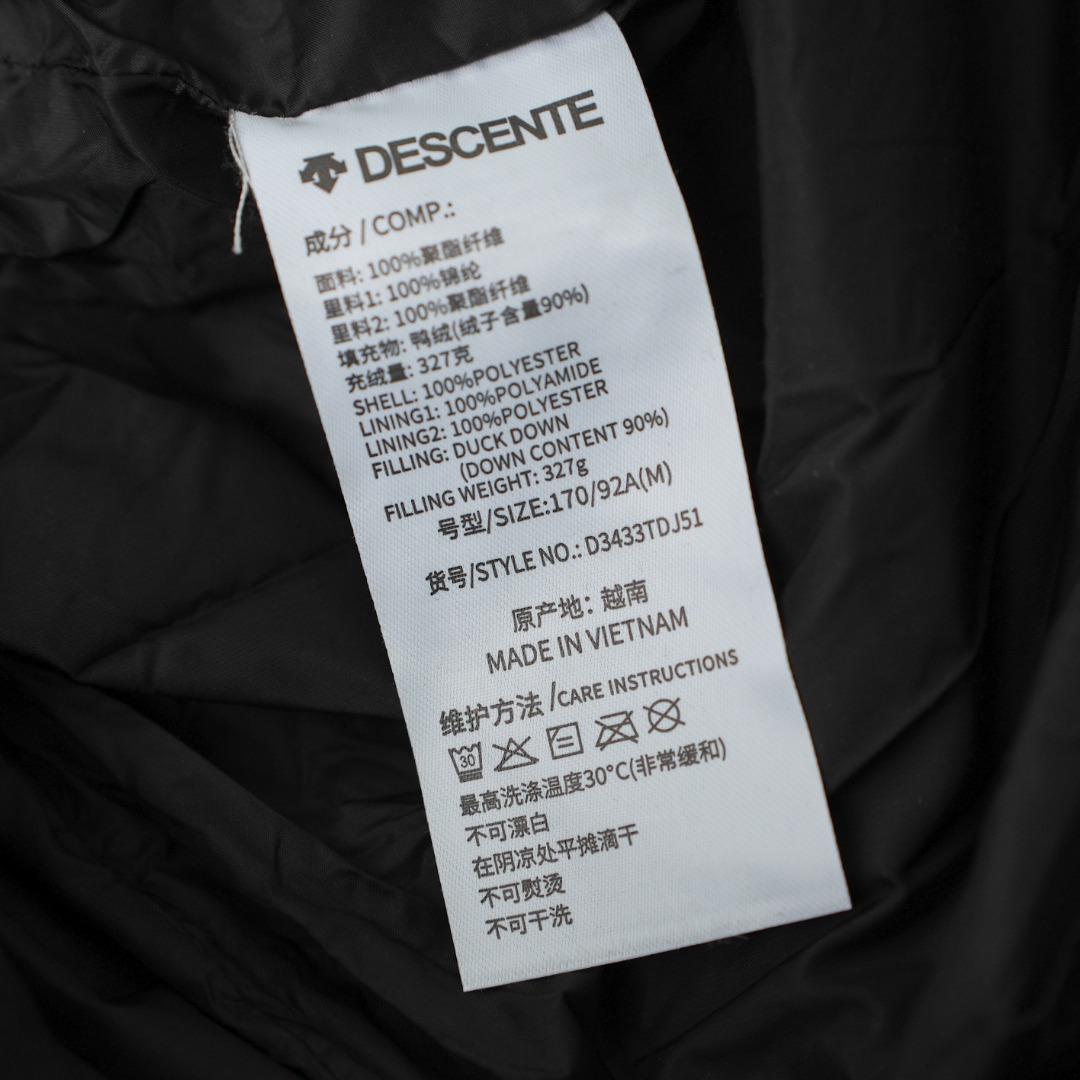 DESCENTE
成分 / COMP.:
面料: 100%聚酯纤维
里料1: 100%锦纶
里料2: 100%聚酯纤维
填充物: 鸭绒(绒子含量90%)
充绒量: 327克
SHELL: 100%POLYESTER
LINING1: 100%POLYAMIDE
LINING2: 100%POLYESTER
FILLING: DUCK DOWN
(DOWN CONTENT 90%)
FILLING WEIGHT: 327g
号型/SIZE:170/92A(M)
货号/STYLE NO.: D3433TDJ51
原产地: 越南
MADE IN VIETNAM
维护方法 /CARE INSTRUCTIONS
30
最高洗涤温度30°C(非常缓和)
不可漂白
在阴凉处平摊滴干
不可熨烫
不可干洗